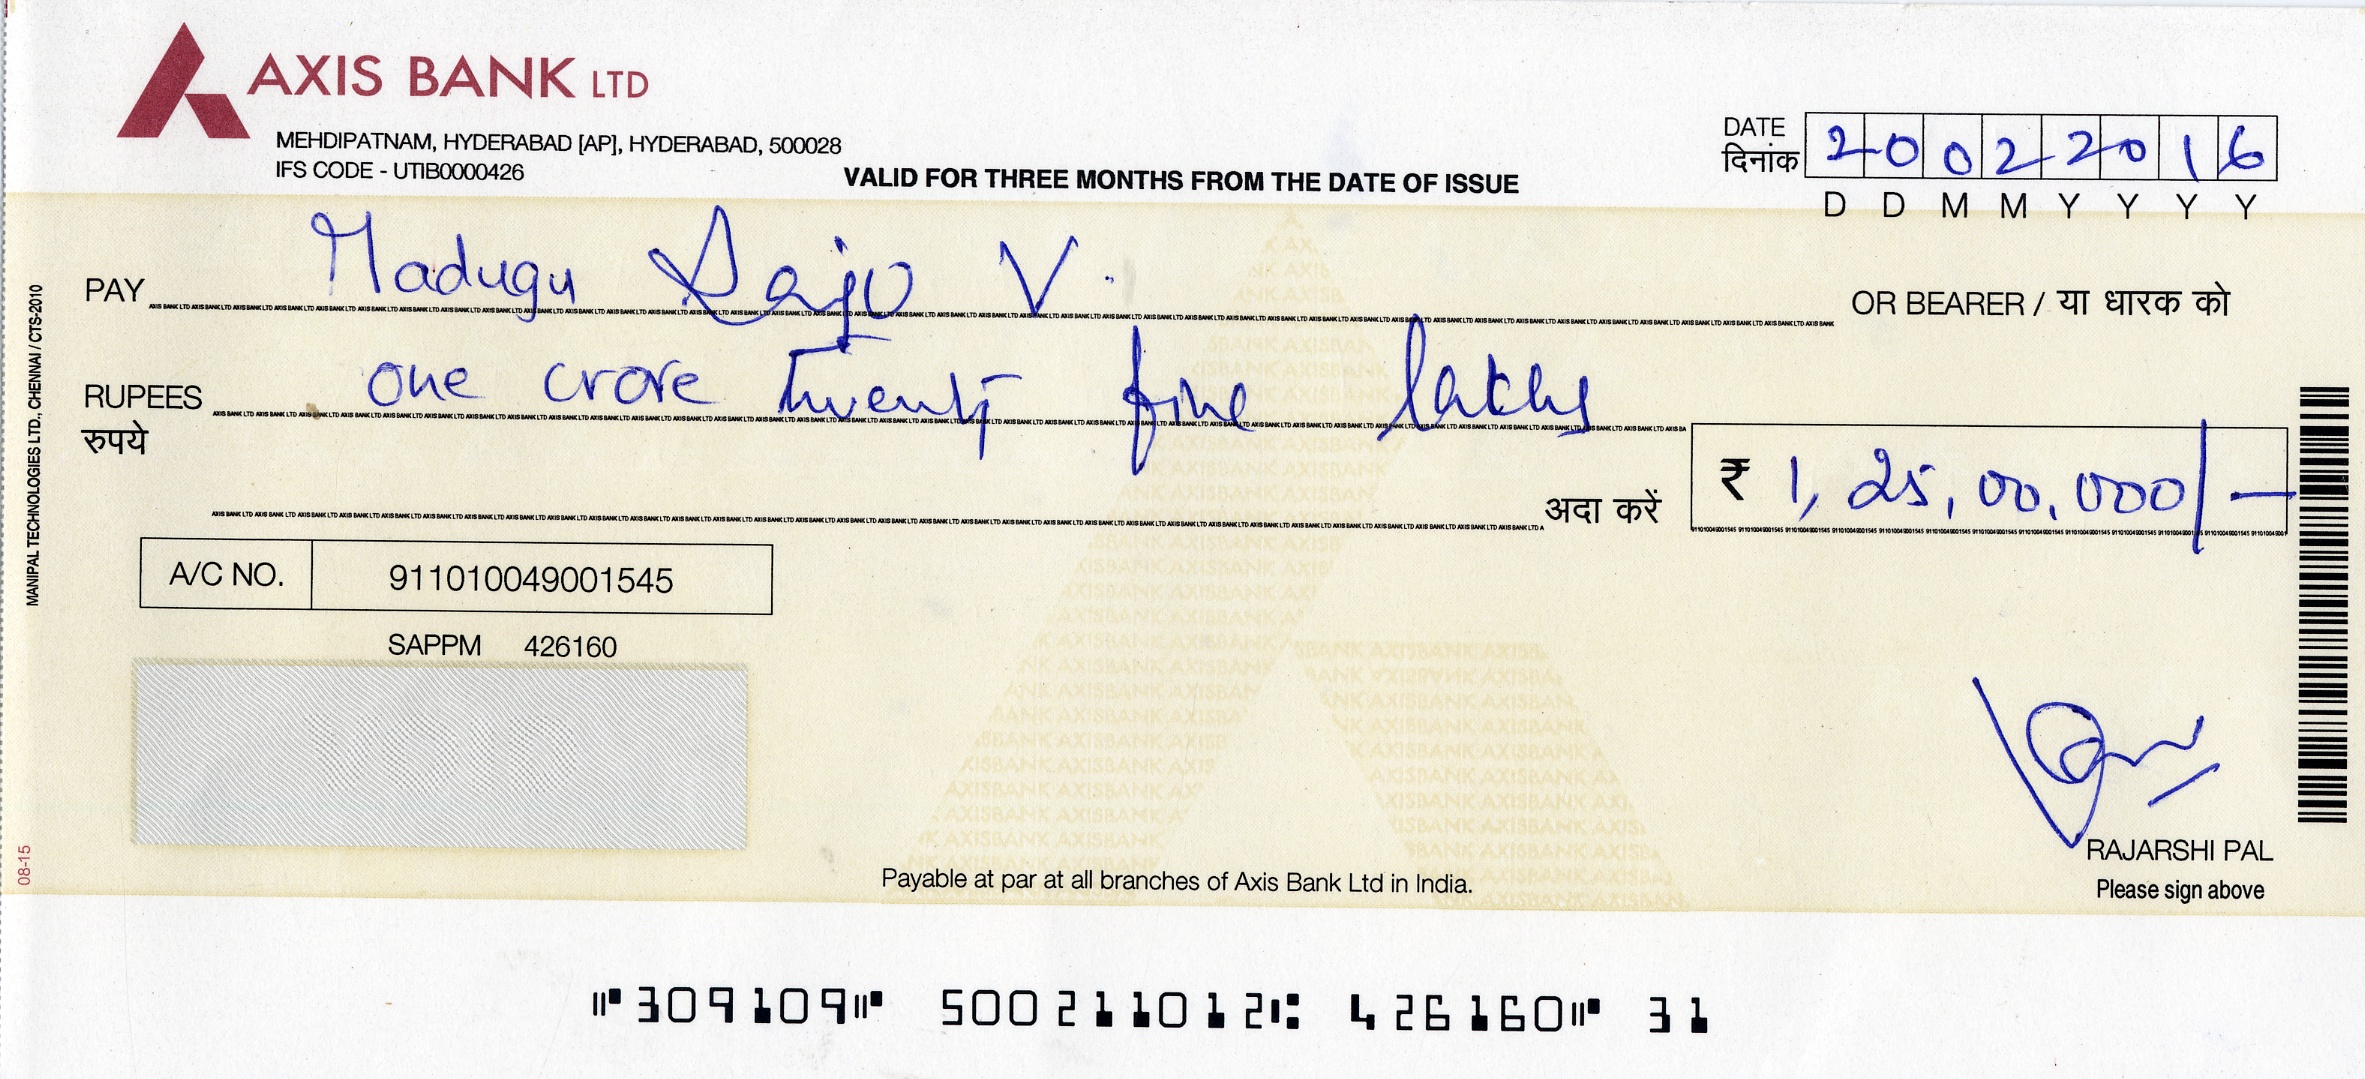 AXIS BANK LTD
MEHDIPATNAM, HYDERABAD [AP], HYDERABAD, 500028
IFS CODE - UTIB0000426
VALID FOR THREE MONTHS FROM THE DATE OF ISSUE
DATE 20022016
दिनांक
D D M M Y Y Y Y
PAY Madugu Sajo V. OR BEARER / या धारक को
RUPEES one crore twenty five lakhs
रुपये
अदा करें ₹ 1,25,00,000/-
A/C NO. 911010049001545
SAPPM 426160
VOID
RAJARSHI PAL
Payable at par at all branches of Axis Bank Ltd in India.
Please sign above
"309109" 500211012: 426160" 31
MANIPAL TECHNOLOGIES LTD., CHENNAI / CTS-2010
08-15